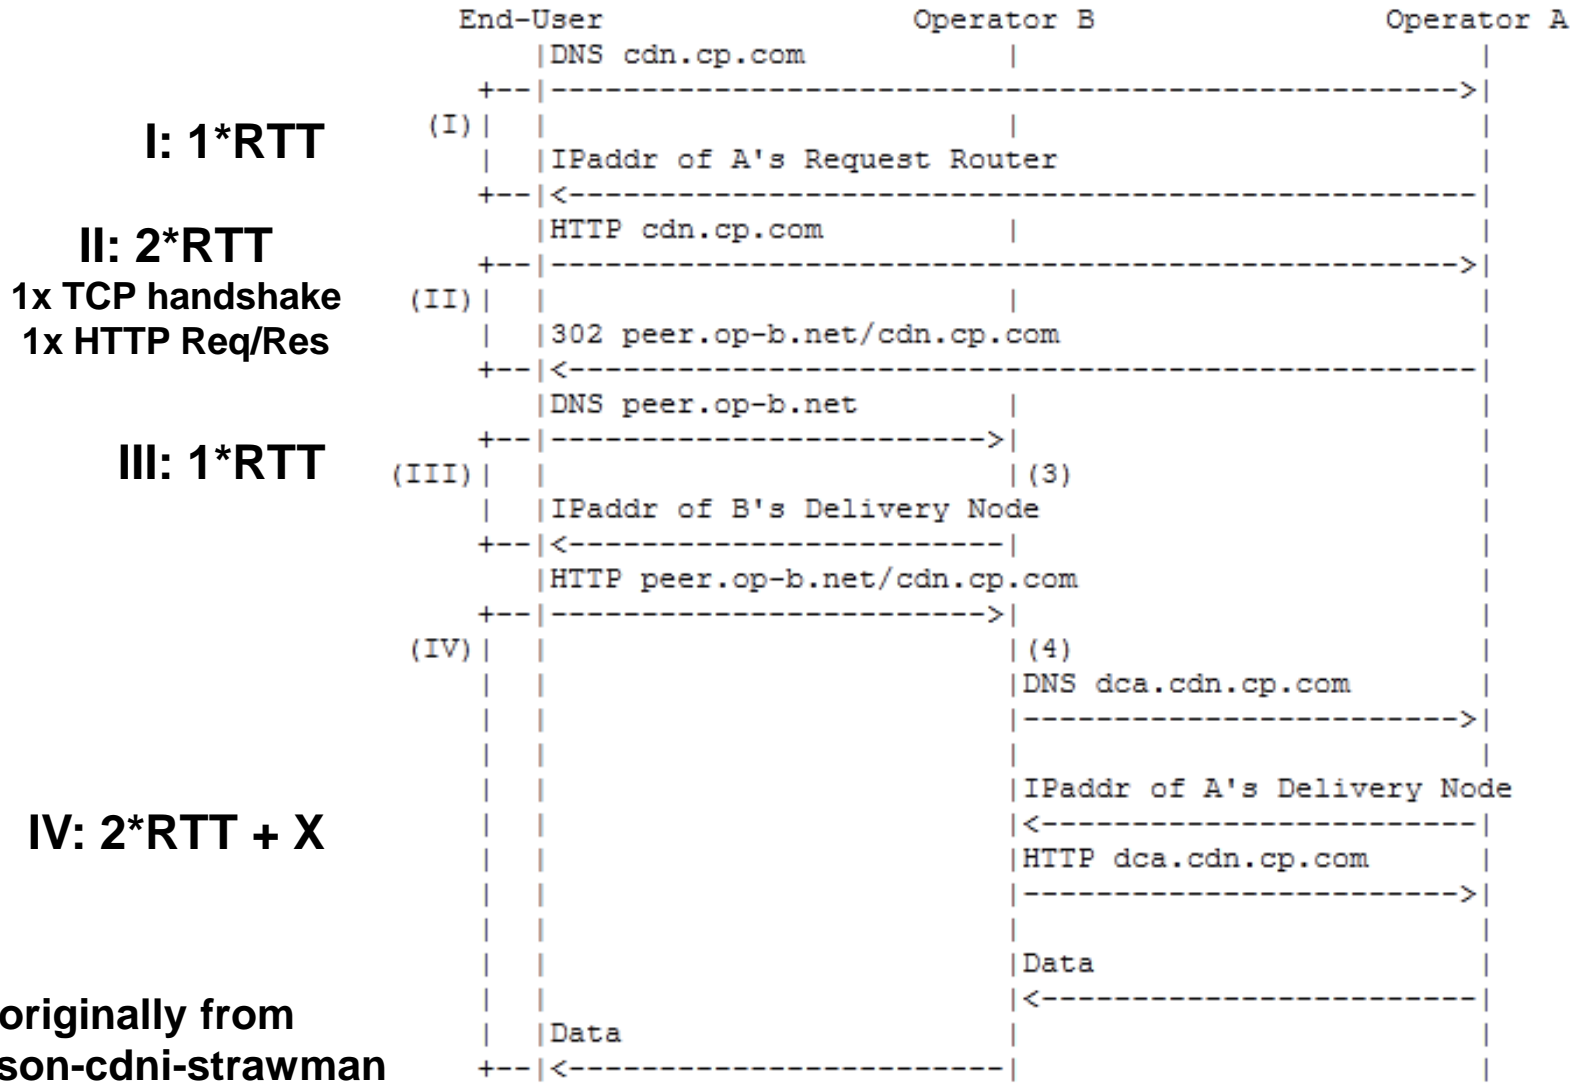 End-User Operator B Operator A
DNS cdn.cp.com
I: 1*RTT (I)
IPaddr of A's Request Router
II: 2*RTT
HTTP cdn.cp.com
1x TCP handshake (II)
1x HTTP Req/Res
302 peer.op-b.net/cdn.cp.com
DNS peer.op-b.net
III: 1*RTT (III) (3)
IPaddr of B's Delivery Node
HTTP peer.op-b.net/cdn.cp.com
(IV) (4)
DNS dca.cdn.cp.com
IPaddr of A's Delivery Node
IV: 2*RTT + X
HTTP dca.cdn.cp.com
Data
originally from
Data
son-cdni-strawman